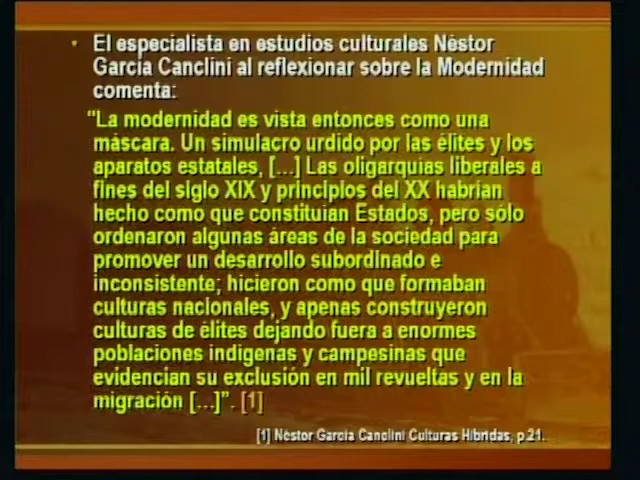 • El especialista en estudios culturales Néstor
García Canclini al reflexionar sobre la Modernidad
comenta:
"La modernidad es vista entonces como una
máscara. Un simulacro urdido por las élites y los
aparatos estatales, [...] Las oligarquías liberales a
fines del siglo XIX y principios del XX habrían
hecho como que constituían Estados, pero sólo
ordenaron algunas áreas de la sociedad para
promover un desarrollo subordinado e
inconsistente; hicieron como que formaban
culturas nacionales, y apenas construyeron
culturas de élites dejando fuera a enormes
poblaciones indígenas y campesinas que
evidencian su exclusión en mil revueltas y en la
migración [...]". [1]
[1] Néstor García Canclini Culturas Híbridas, p.21.